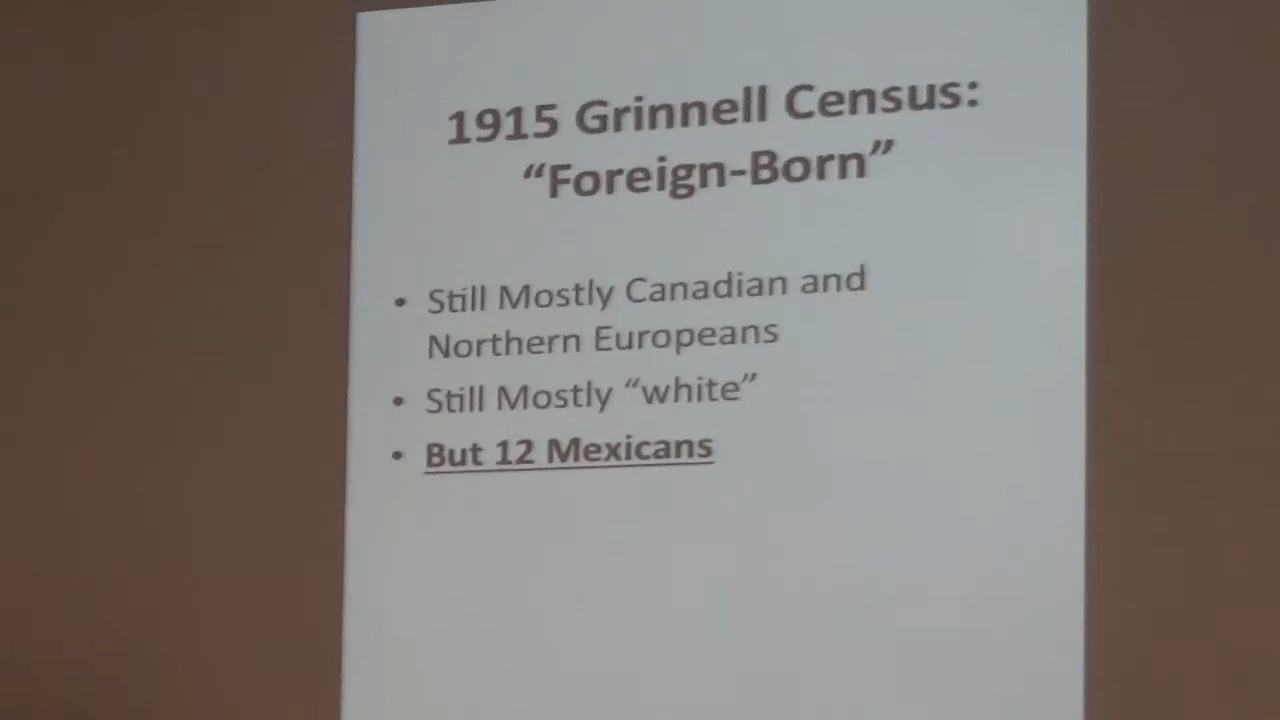 1915 Grinnell Census:
“Foreign-Born”
• Still Mostly Canadian and
Northern Europeans
• Still Mostly “white”
• But 12 Mexicans